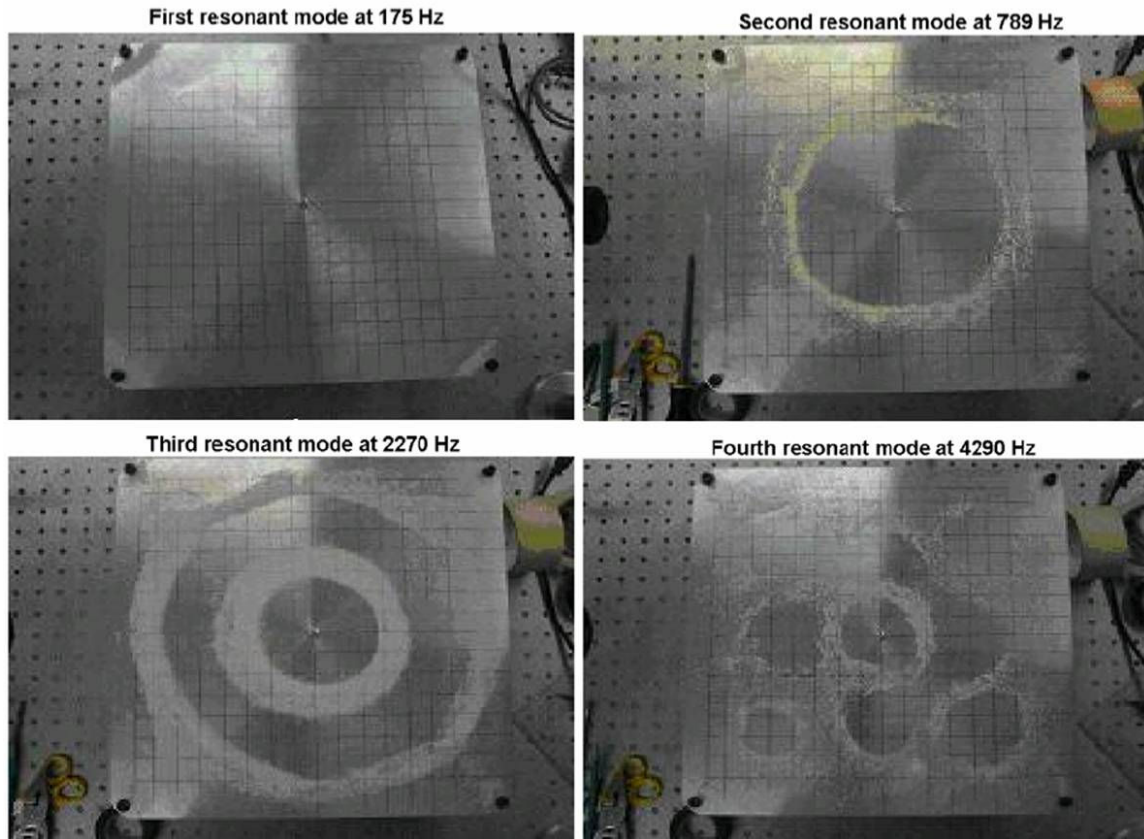 First resonant mode at 175 Hz
Second resonant mode at 789 Hz
Third resonant mode at 2270 Hz
Fourth resonant mode at 4290 Hz